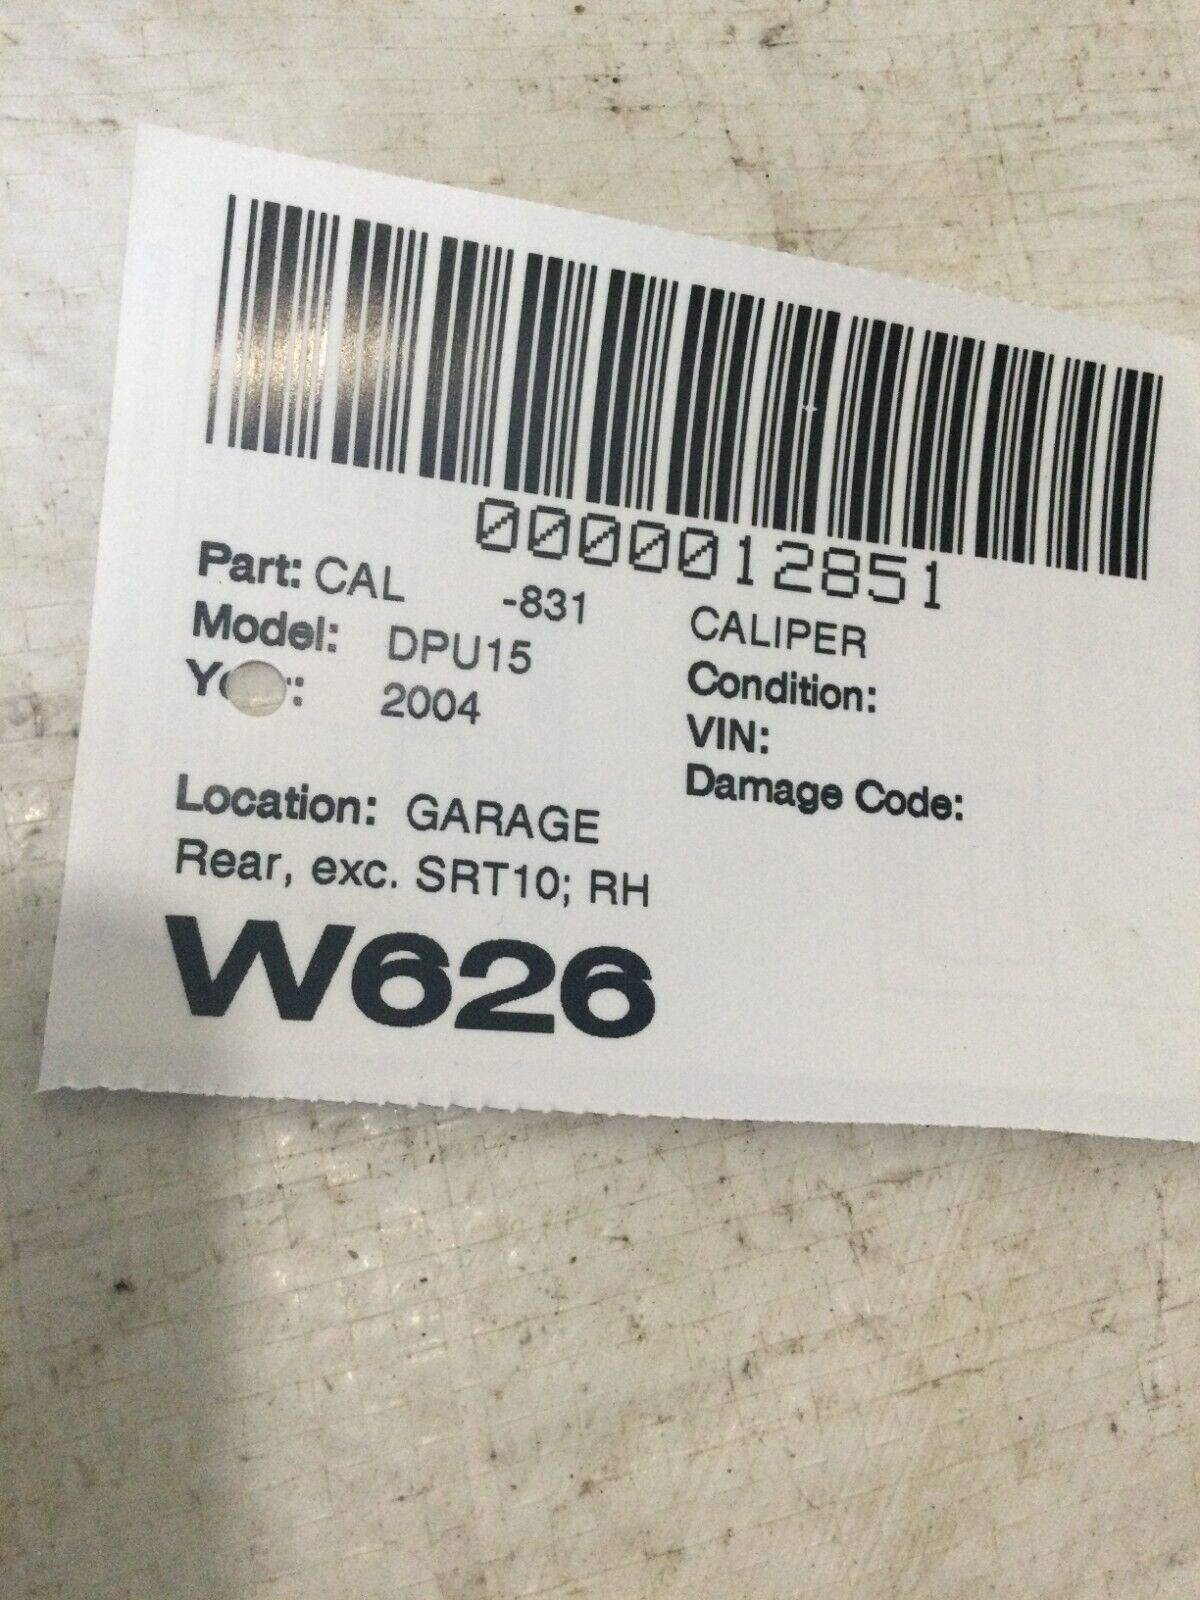 0000012851
Part: CAL -831 CALIPER
Model: DPU15 Condition:
2004 VIN:
Damage Code:
Location: GARAGE
Rear, exc. SRT10; RH
W626